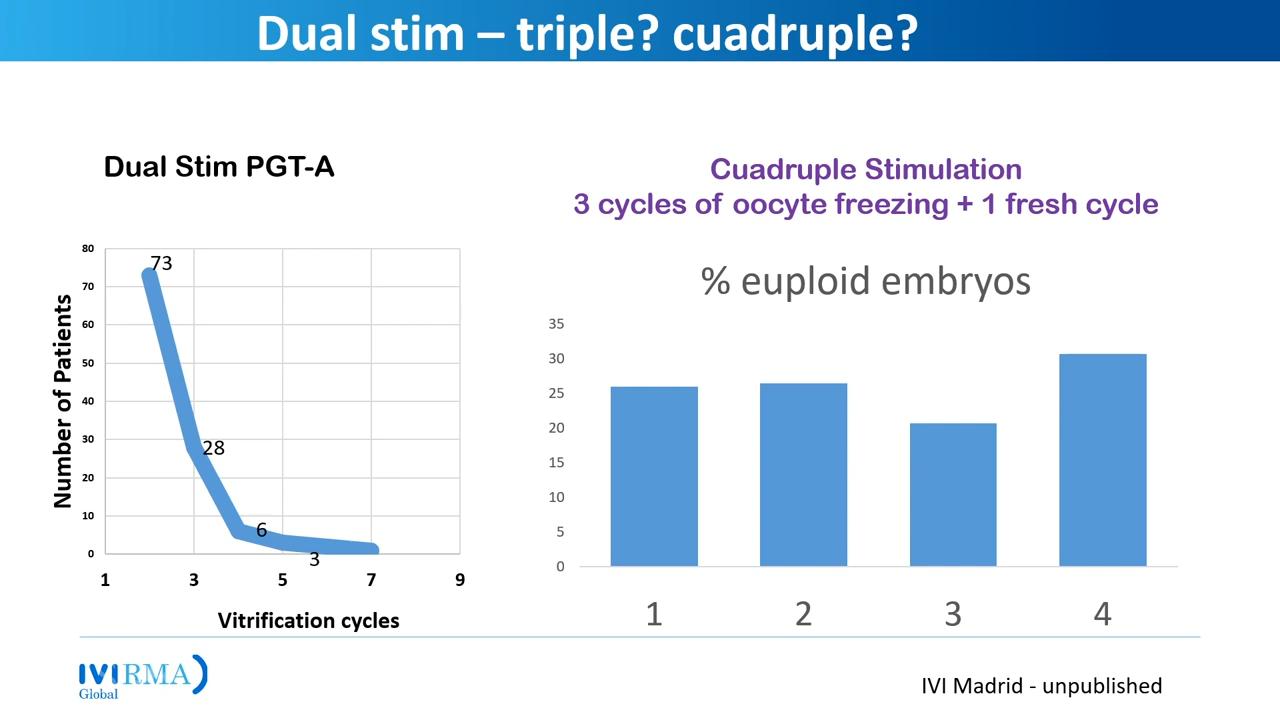 Dual stim – triple? cuadruple?
Dual Stim PGT-A
80
70
60
50
40
30
20
10
0
Number of Patients
73
28
6
3
1 3 5 7 9
Vitrification cycles
Cuadruple Stimulation
3 cycles of oocyte freezing + 1 fresh cycle
% euploid embryos
35
30
25
20
15
10
5
0
1 2 3 4
IVIRMA
Global
IVI Madrid - unpublished